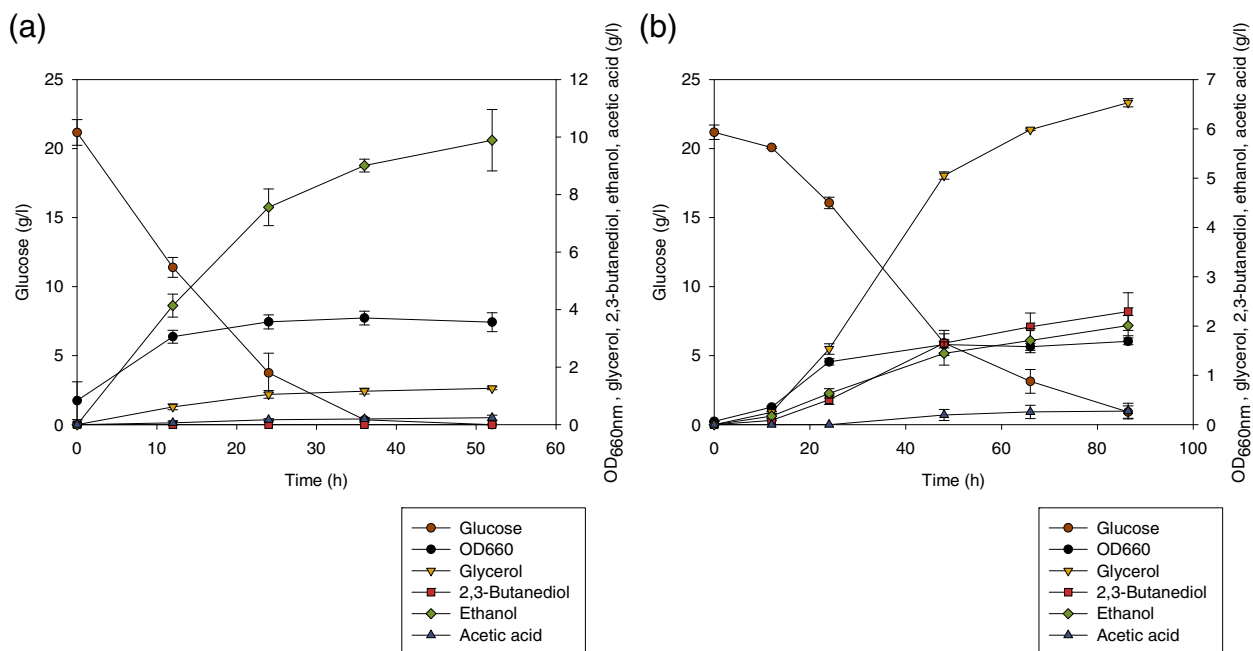 (a)
(b)
25
20
15
10
5
0
Glucose (g/l)
12
10
8
6
4
2
0
OD660nm, glycerol, 2,3-butanediol, ethanol, acetic acid (g/l)
0 10 20 30 40 50 60
Time (h)
25
20
15
10
5
0
Glucose (g/l)
7
6
5
4
3
2
1
0
OD660nm, glycerol, 2,3-butanediol, ethanol, acetic acid (g/l)
0 20 40 60 80 100
Time (h)
Glucose
OD660
Glycerol
2,3-Butanediol
Ethanol
Acetic acid
Glucose
OD660
Glycerol
2,3-Butanediol
Ethanol
Acetic acid